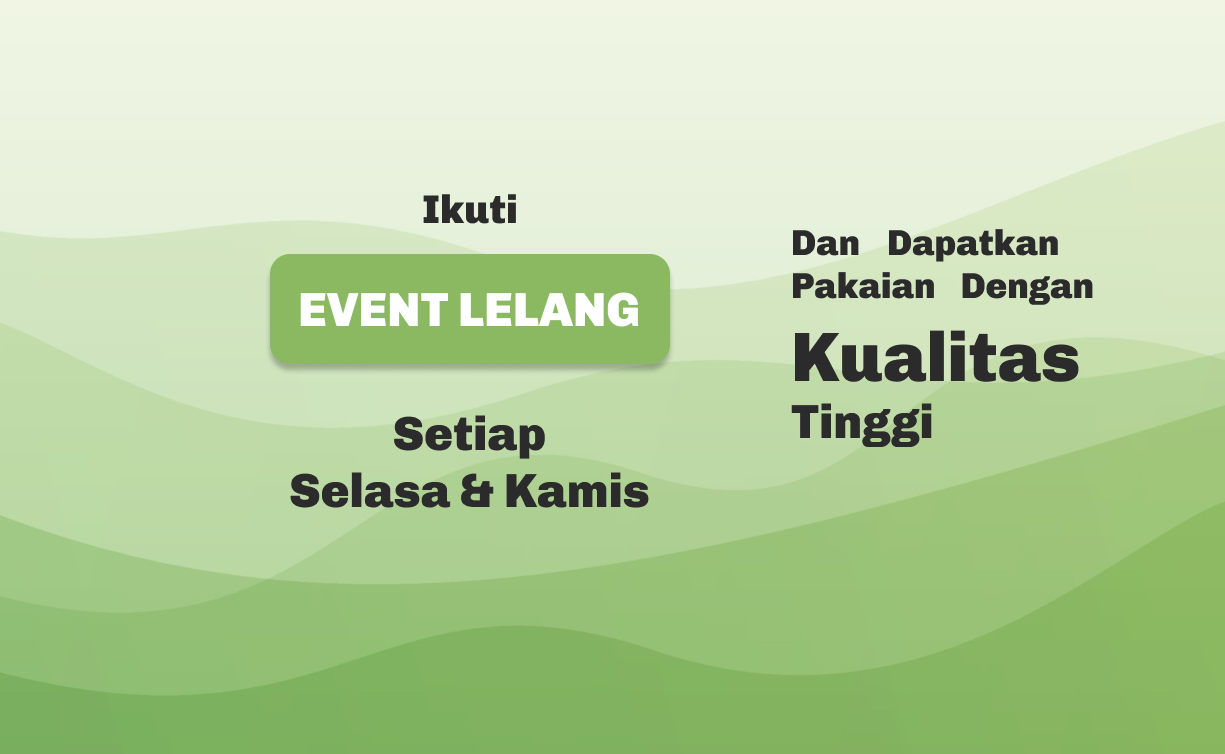 Ikuti
EVENT LELANG
Setiap
Selasa & Kamis
Dan Dapatkan
Pakaian Dengan
Kualitas
Tinggi